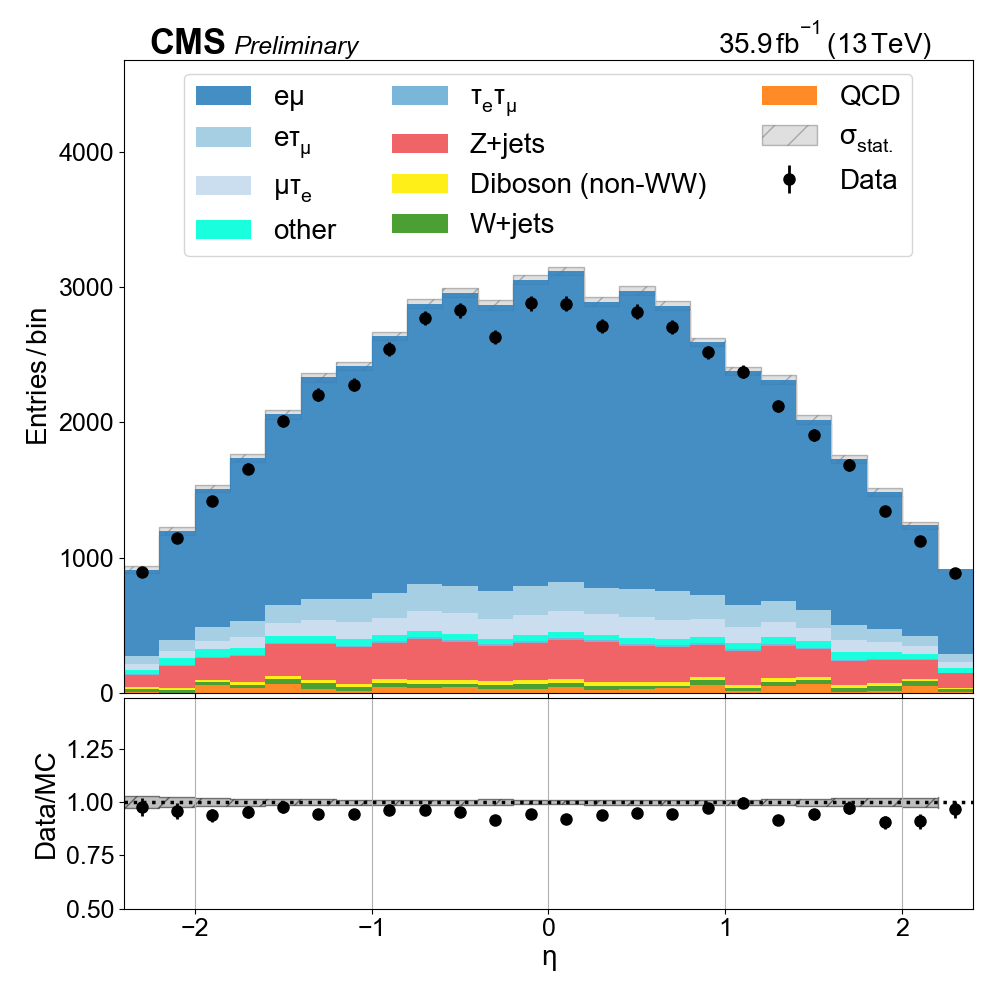 CMS Preliminary 35.9 fb⁻¹ (13 TeV)
eμ τₑτμ QCD
eτμ Z+jets σstat.
μτₑ Diboson (non-WW) Data
other W+jets
Entries / bin
4000
3000
2000
1000
0
Data/MC
1.25
1.00
0.75
0.50
−2 −1 0 1 2
η